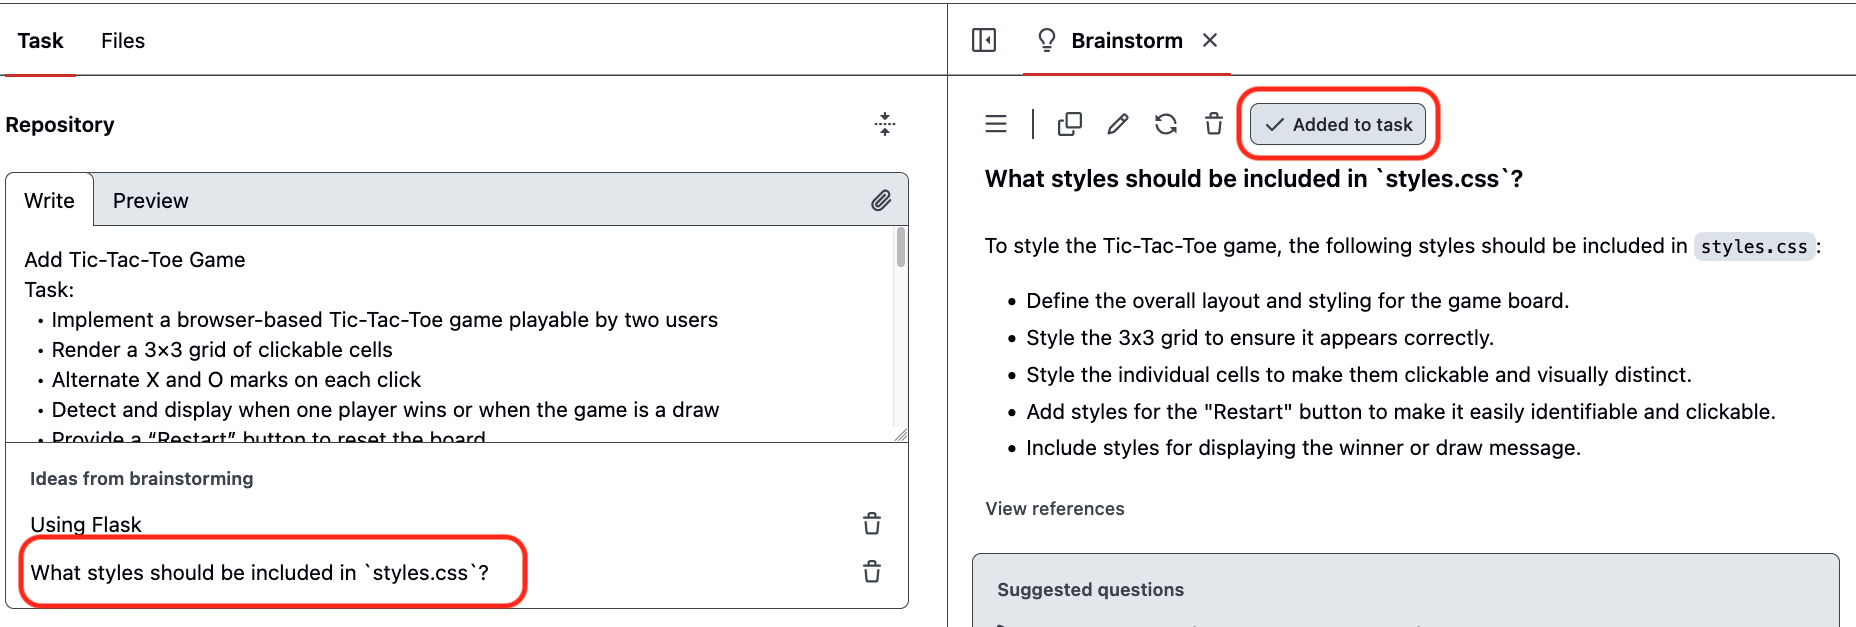 Task Files
Repository
Write Preview
Add Tic-Tac-Toe Game
Task:
• Implement a browser-based Tic-Tac-Toe game playable by two users
• Render a 3×3 grid of clickable cells
• Alternate X and O marks on each click
• Detect and display when one player wins or when the game is a draw
• Provide a “Restart” button to reset the board
Ideas from brainstorming
Using Flask
What styles should be included in `styles.css`?
Brainstorm
Added to task
What styles should be included in `styles.css`?
To style the Tic-Tac-Toe game, the following styles should be included in styles.css:
• Define the overall layout and styling for the game board.
• Style the 3x3 grid to ensure it appears correctly.
• Style the individual cells to make them clickable and visually distinct.
• Add styles for the "Restart" button to make it easily identifiable and clickable.
• Include styles for displaying the winner or draw message.
View references
Suggested questions